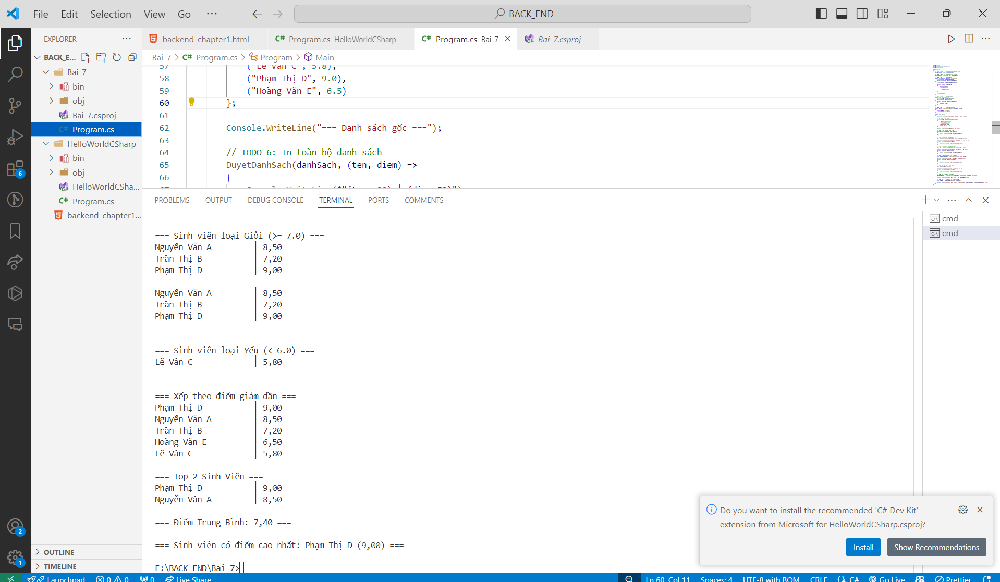 File Edit Selection View Go ··· BACK_END
EXPLORER ···
BACK_E...
Bai_7
bin
obj
Bai_7.csproj
C# Program.cs
HelloWorldCSharp
bin
obj
HelloWorldCSha...
C# Program.cs
backend_chapter1...
OUTLINE
TIMELINE
6
2
1
backend_chapter1.html C# Program.cs HelloWorldCSharp C# Program.cs Bai_7 Bai_7.csproj
Bai_7 > C# Program.cs > Program > Main
57 ("Lê Văn C", 5.8),
58 ("Phạm Thị D", 9.0),
59 ("Hoàng Văn E", 6.5)
60 };
61
62 Console.WriteLine("=== Danh sách gốc ===");
63
64 // TODO 6: In toàn bộ danh sách
65 DuyetDanhSach(danhSach, (ten, diem) =>
66 {
PROBLEMS OUTPUT DEBUG CONSOLE TERMINAL PORTS COMMENTS
cmd
cmd
=== Sinh viên loại Giỏi (>= 7.0) ===
Nguyễn Văn A | 8,50
Trần Thị B | 7,20
Phạm Thị D | 9,00
Nguyễn Văn A | 8,50
Trần Thị B | 7,20
Phạm Thị D | 9,00
=== Sinh viên loại Yếu (< 6.0) ===
Lê Văn C | 5,80
=== Xếp theo điểm giảm dần ===
Phạm Thị D | 9,00
Nguyễn Văn A | 8,50
Trần Thị B | 7,20
Hoàng Văn E | 6,50
Lê Văn C | 5,80
=== Top 2 Sinh Viên ===
Phạm Thị D | 9,00
Nguyễn Văn A | 8,50
=== Điểm Trung Bình: 7,40 ===
=== Sinh viên có điểm cao nhất: Phạm Thị D (9,00) ===
E:\BACK_END\Bai_7>
Do you want to install the recommended 'C# Dev Kit'
extension from Microsoft for HelloWorldCSharp.csproj?
Install Show Recommendations
Launchpad 0 0 0 Live Share Ln 60, Col 11 Spaces: 4 UTF-8 with BOM CRLF C# Go Live Prettier